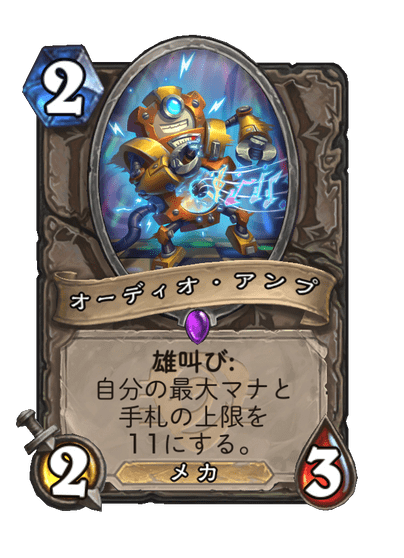 2
オーディオ・アンプ
雄叫び:
自分の最大マナと
手札の上限を
11にする。
2
メカ
3